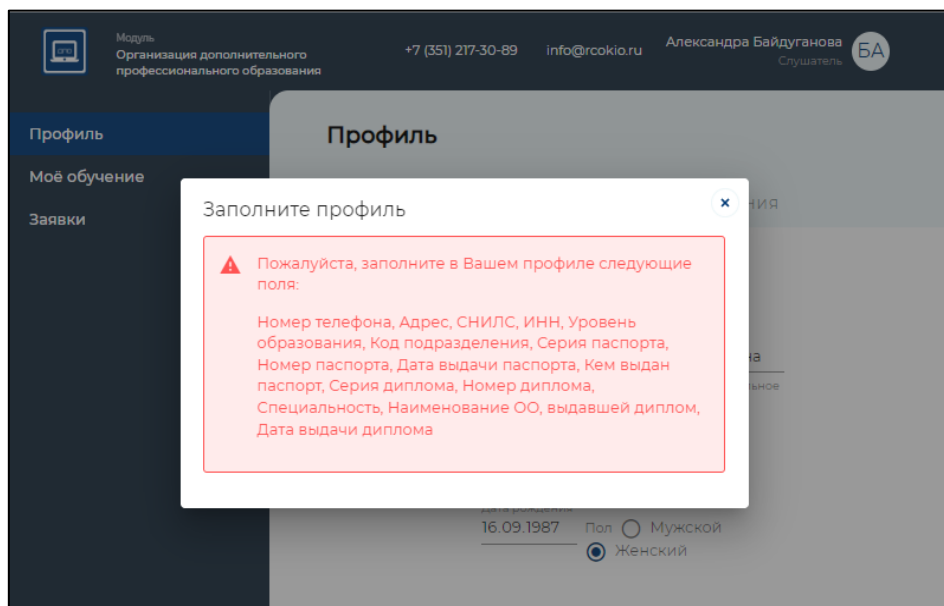 Модуль
Организация дополнительного
профессионального образования
+7 (351) 217-30-89
info@rcokio.ru
Александра Байдуганова
Слушатель
БА
Профиль
Моё обучение
Заявки
Профиль
Заполните профиль
Пожалуйста, заполните в Вашем профиле следующие
поля:
Номер телефона, Адрес, СНИЛС, ИНН, Уровень
образования, Код подразделения, Серия паспорта,
Номер паспорта, Дата выдачи паспорта, Кем выдан
паспорт, Серия диплома, Номер диплома,
Специальность, Наименование ОО, выдавшей диплом,
Дата выдачи диплома
Дата рождения
16.09.1987
Пол
Мужской
Женский